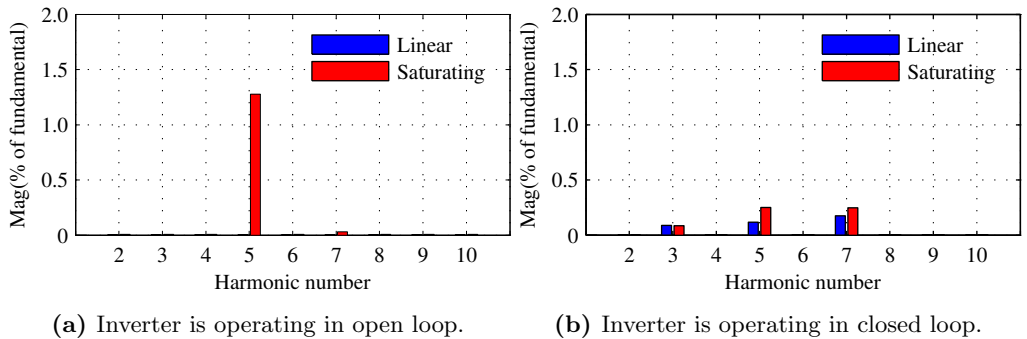 2.0
1.5
1.0
0.5
0
Mag(% of fundamental)
Linear
Saturating
2 3 4 5 6 7 8 9 10
Harmonic number
(a) Inverter is operating in open loop.
2.0
1.5
1.0
0.5
0
Mag(% of fundamental)
Linear
Saturating
2 3 4 5 6 7 8 9 10
Harmonic number
(b) Inverter is operating in closed loop.